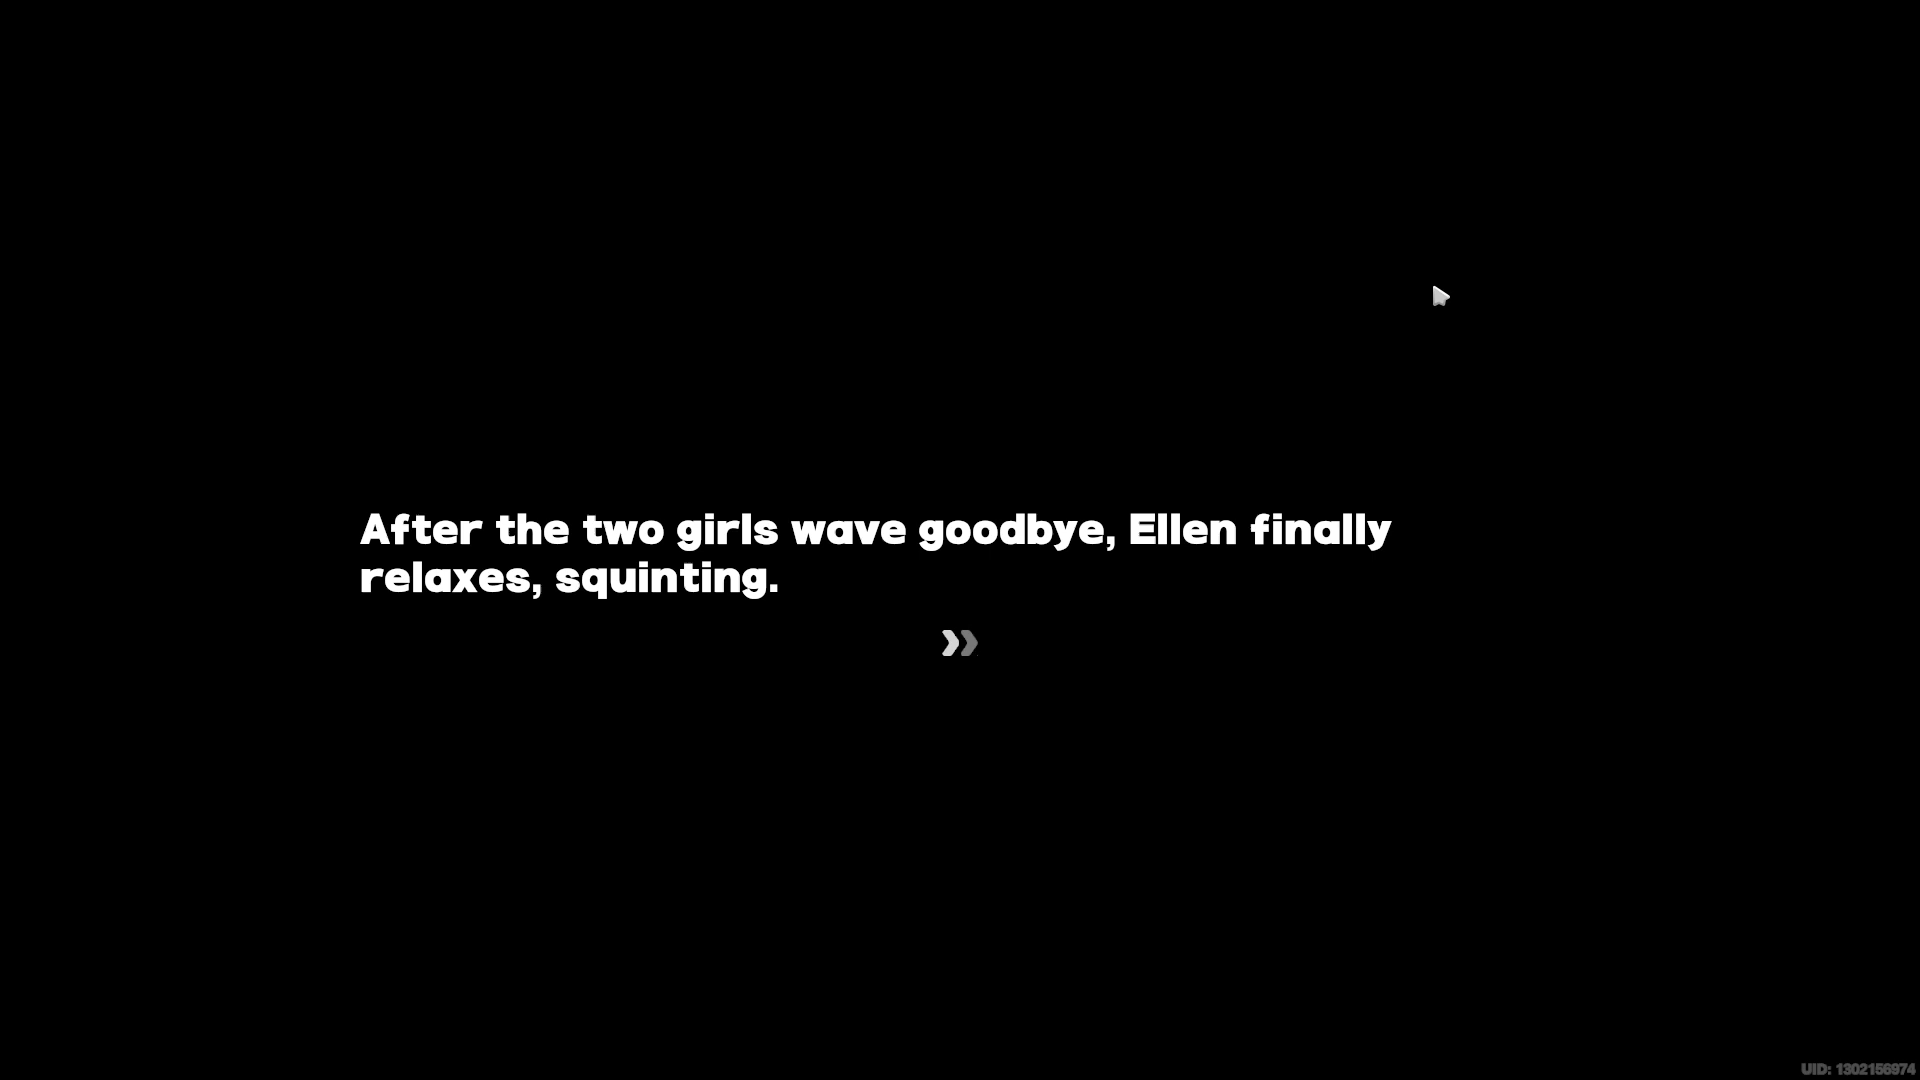 After the two girls wave goodbye, Ellen finally
relaxes, squinting.
UID: 1302156974